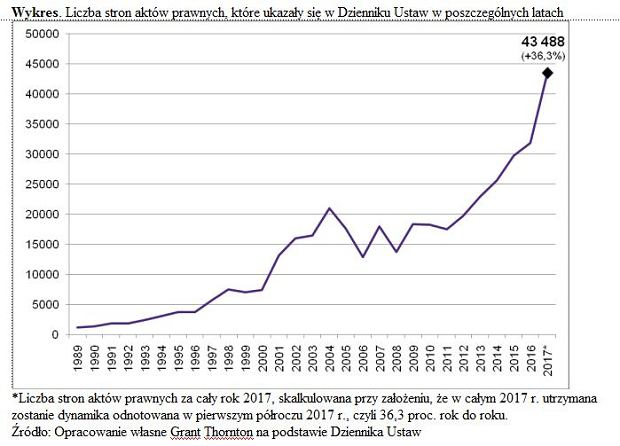 Wykres. Liczba stron aktów prawnych, które ukazały się w Dzienniku Ustaw w poszczególnych latach
43 488
(+36,3%)
50000
45000
40000
35000
30000
25000
20000
15000
10000
5000
0
1989 1990 1991 1992 1993 1994 1995 1996 1997 1998 1999 2000 2001 2002 2003 2004 2005 2006 2007 2008 2009 2010 2011 2012 2013 2014 2015 2016 2017*
*Liczba stron aktów prawnych za cały rok 2017, skalkulowana przy założeniu, że w całym 2017 r. utrzymana
zostanie dynamika odnotowana w pierwszym półroczu 2017 r., czyli 36,3 proc. rok do roku.
Źródło: Opracowanie własne Grant Thornton na podstawie Dziennika Ustaw